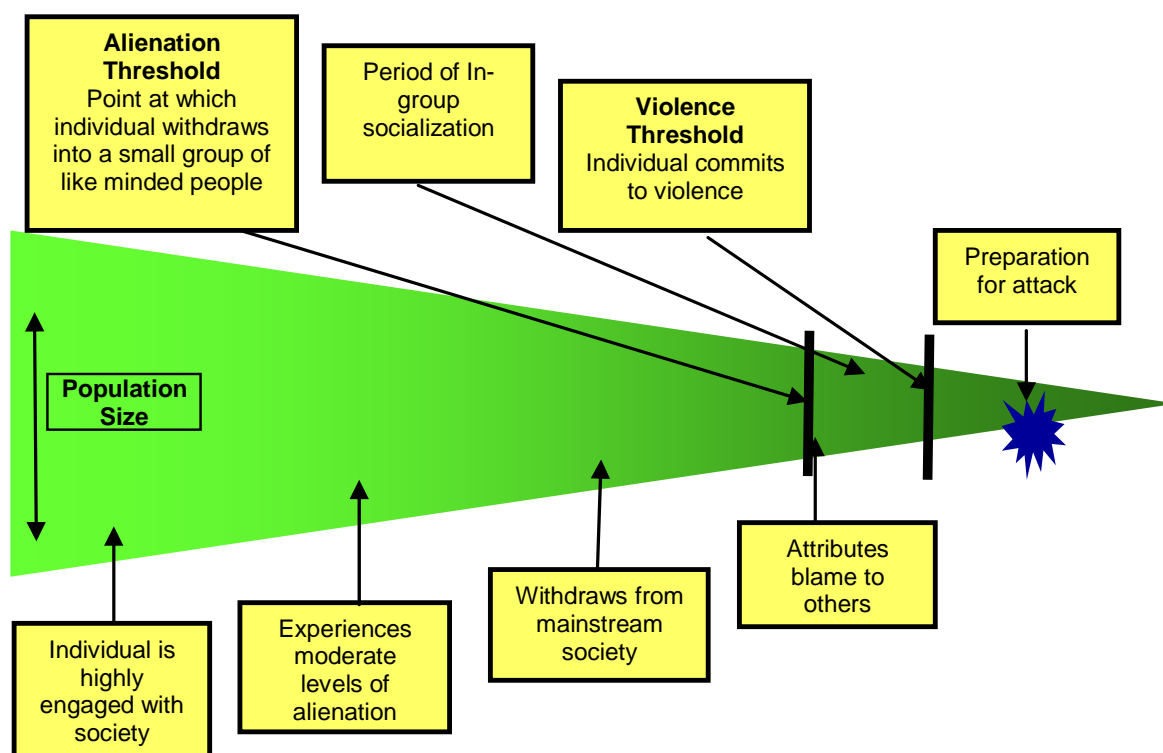 Alienation
Threshold
Point at which
individual withdraws
into a small group of
like minded people
Period of In-
group
socialization
Violence
Threshold
Individual commits
to violence
Preparation
for attack
Population
Size
Individual is
highly
engaged with
society
Experiences
moderate
levels of
alienation
Withdraws from
mainstream
society
Attributes
blame to
others